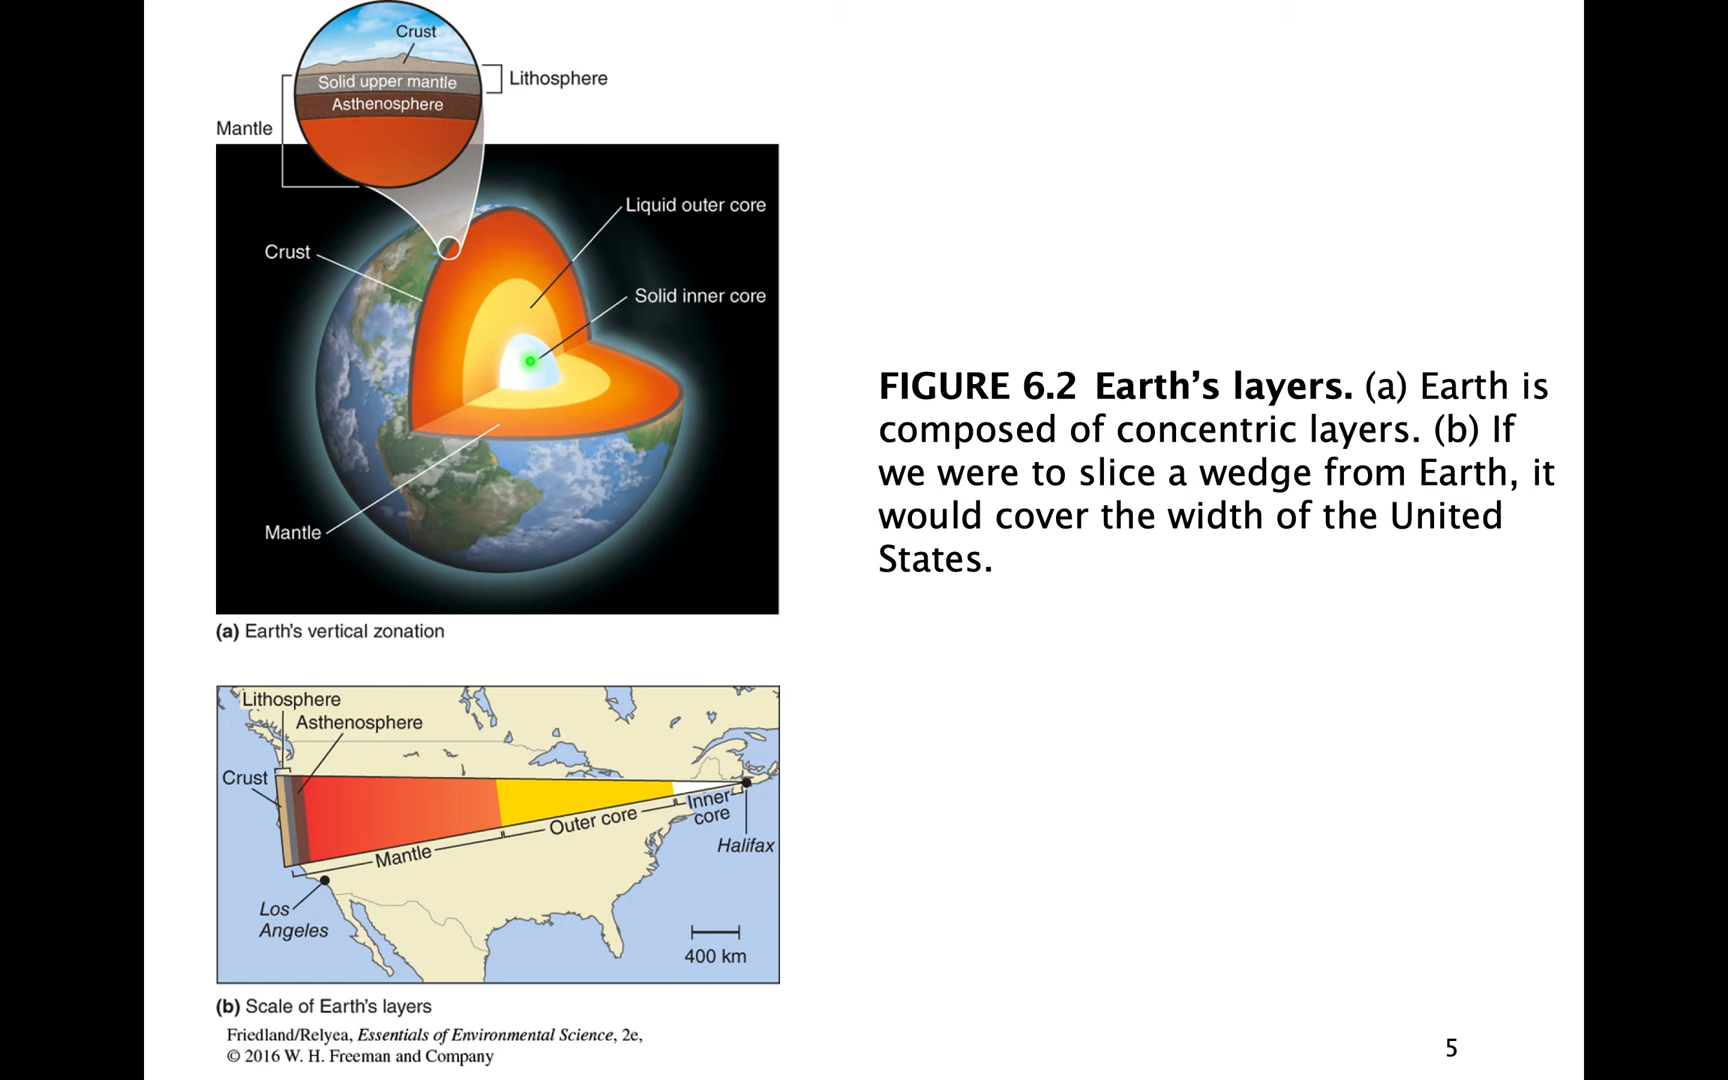 Crust
Solid upper mantle
Asthenosphere
Lithosphere
Mantle
Liquid outer core
Crust
Solid inner core
Mantle
(a) Earth's vertical zonation
FIGURE 6.2 Earth’s layers. (a) Earth is
composed of concentric layers. (b) If
we were to slice a wedge from Earth, it
would cover the width of the United
States.
Lithosphere
Asthenosphere
Crust
Mantle
Outer core
Inner
core
Halifax
Los
Angeles
400 km
(b) Scale of Earth's layers
Friedland/Relyea, Essentials of Environmental Science, 2e,
© 2016 W. H. Freeman and Company
5